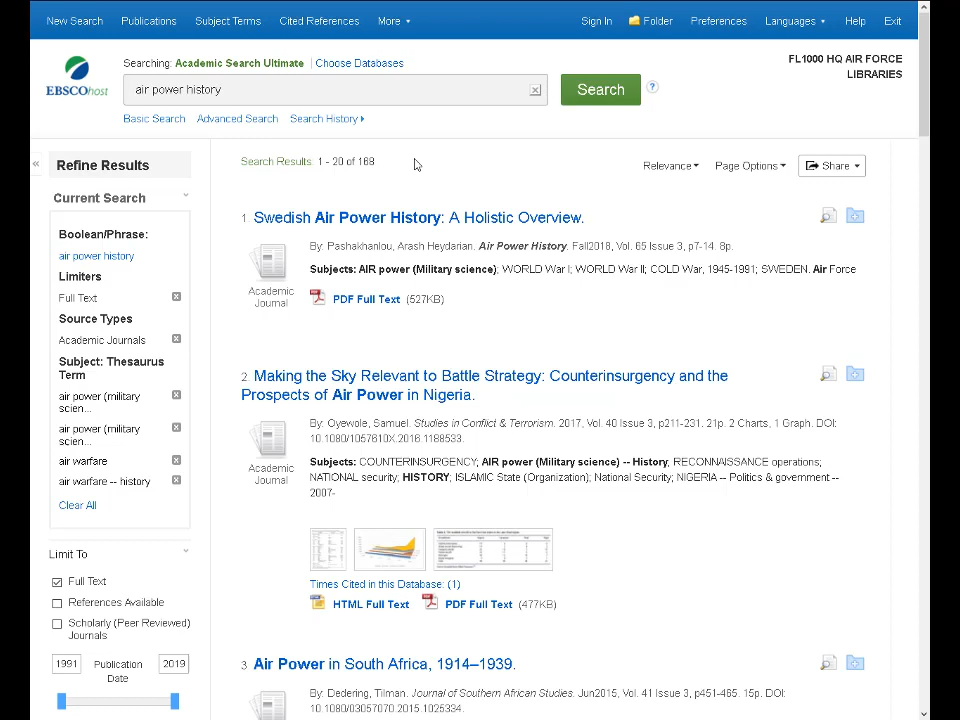 New Search Publications Subject Terms Cited References More Sign In Folder Preferences Languages Help Exit
Searching: Academic Search Ultimate Choose Databases
FL1000 HQ AIR FORCE
LIBRARIES
EBSCOhost
air power history
Search
?
Basic Search Advanced Search Search History
«
Refine Results
Current Search
Boolean/Phrase:
air power history
Limiters
Full Text
Source Types
Academic Journals
Subject: Thesaurus
Term
air power (military
scien...
air power (military
scien...
air warfare
air warfare -- history
Clear All
Limit To
Full Text
References Available
Scholarly (Peer Reviewed)
Journals
1991 Publication 2019
Date
Search Results: 1 - 20 of 168
Relevance Page Options Share
1. Swedish Air Power History: A Holistic Overview.
By: Pashakhanlou, Arash Heydarian. Air Power History. Fall2018, Vol. 65 Issue 3, p7-14. 8p.
Subjects: AIR power (Military science); WORLD War I; WORLD War II; COLD War, 1945-1991; SWEDEN. Air Force
Academic
Journal
PDF Full Text (527KB)
2. Making the Sky Relevant to Battle Strategy: Counterinsurgency and the
Prospects of Air Power in Nigeria.
By: Oyewole, Samuel. Studies in Conflict & Terrorism. 2017, Vol. 40 Issue 3, p211-231. 21p. 2 Charts, 1 Graph. DOI:
10.1080/1057610X.2016.1188533.
Academic
Journal
Subjects: COUNTERINSURGENCY; AIR power (Military science) -- History; RECONNAISSANCE operations;
NATIONAL security; HISTORY; ISLAMIC State (Organization); National Security; NIGERIA -- Politics & government --
2007-
Times Cited in this Database: (1)
HTML Full Text PDF Full Text (477KB)
3. Air Power in South Africa, 1914–1939.
By: Dedering, Tilman. Journal of Southern African Studies. Jun2015, Vol. 41 Issue 3, p451-465. 15p. DOI:
10.1080/03057070.2015.1025334.